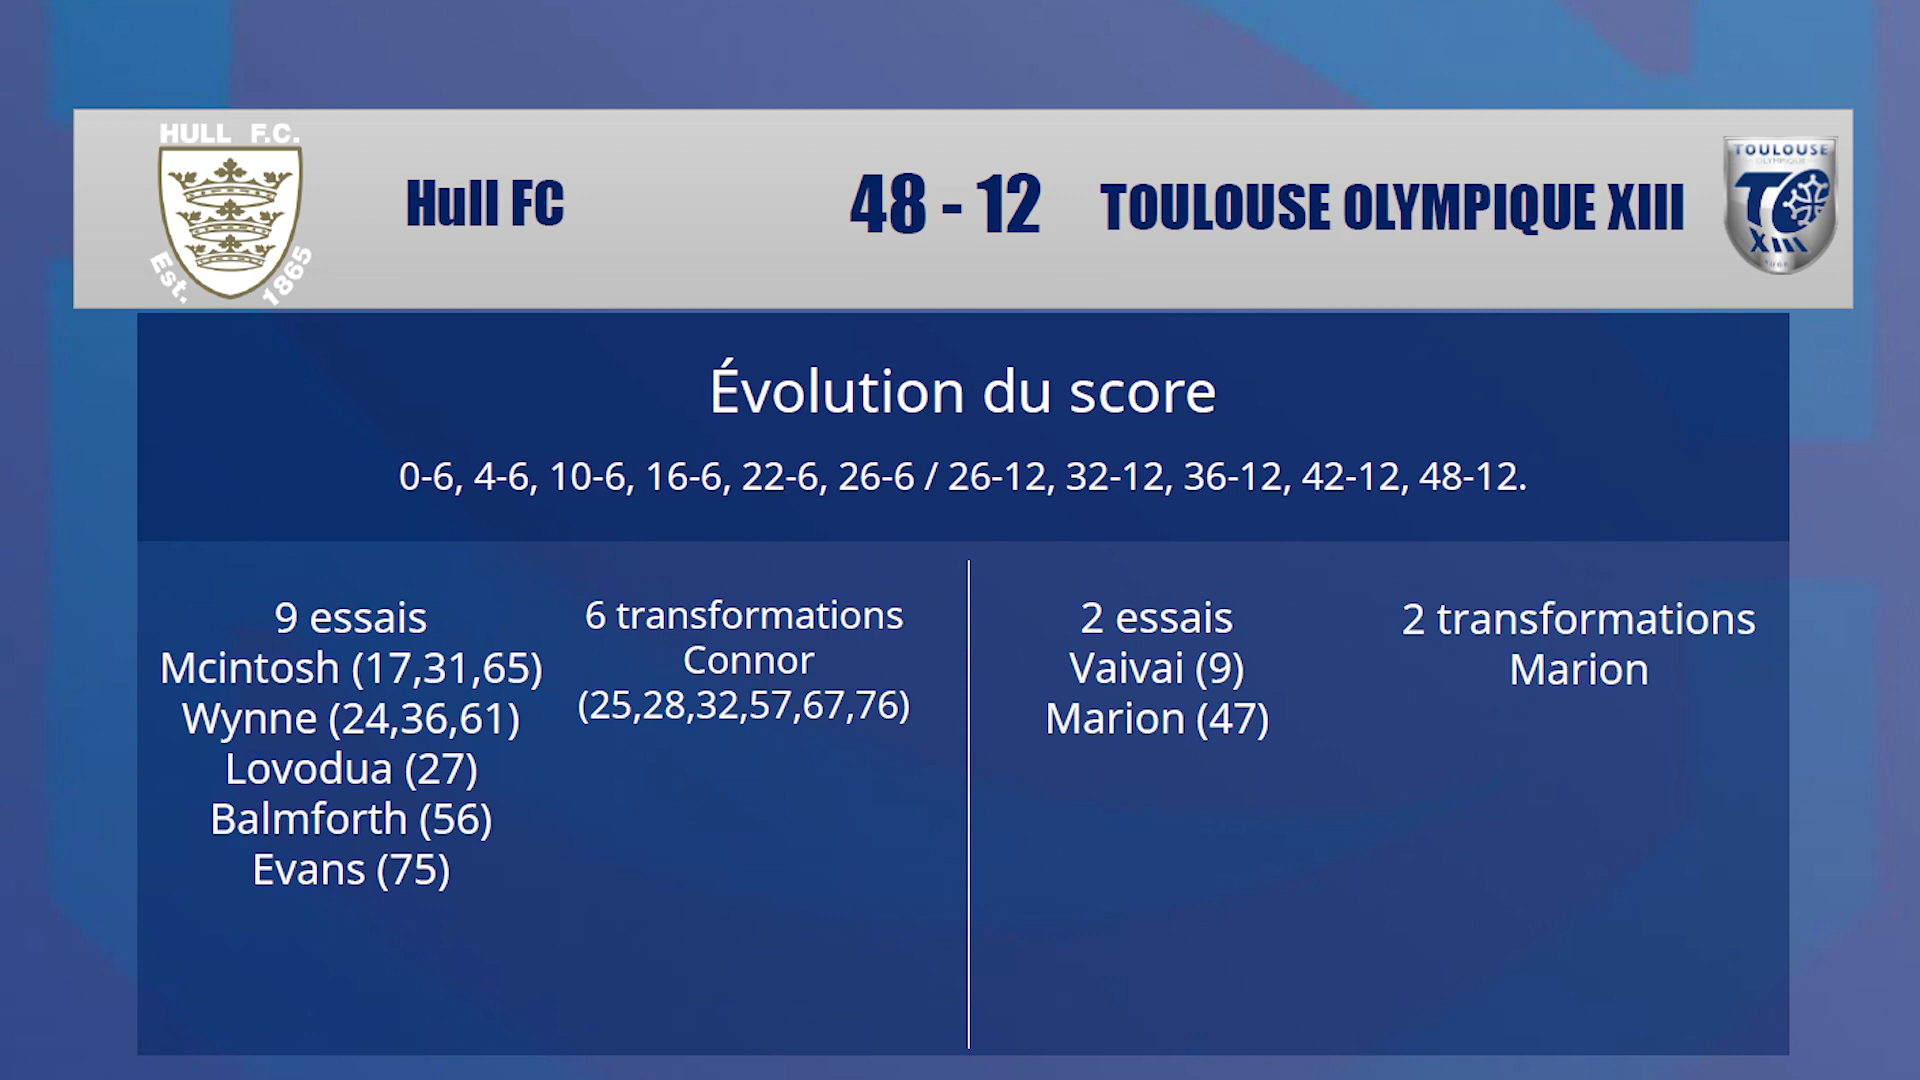 HULL F.C.
Est. 1865
Hull FC
48 - 12
TOULOUSE OLYMPIQUE XIII
TOULOUSE
OLYMPIQUE
TO
XIII
Évolution du score
0-6, 4-6, 10-6, 16-6, 22-6, 26-6 / 26-12, 32-12, 36-12, 42-12, 48-12.
9 essais
Mcintosh (17,31,65)
Wynne (24,36,61)
Lovodua (27)
Balmforth (56)
Evans (75)
6 transformations
Connor
(25,28,32,57,67,76)
2 essais
Vaivai (9)
Marion (47)
2 transformations
Marion